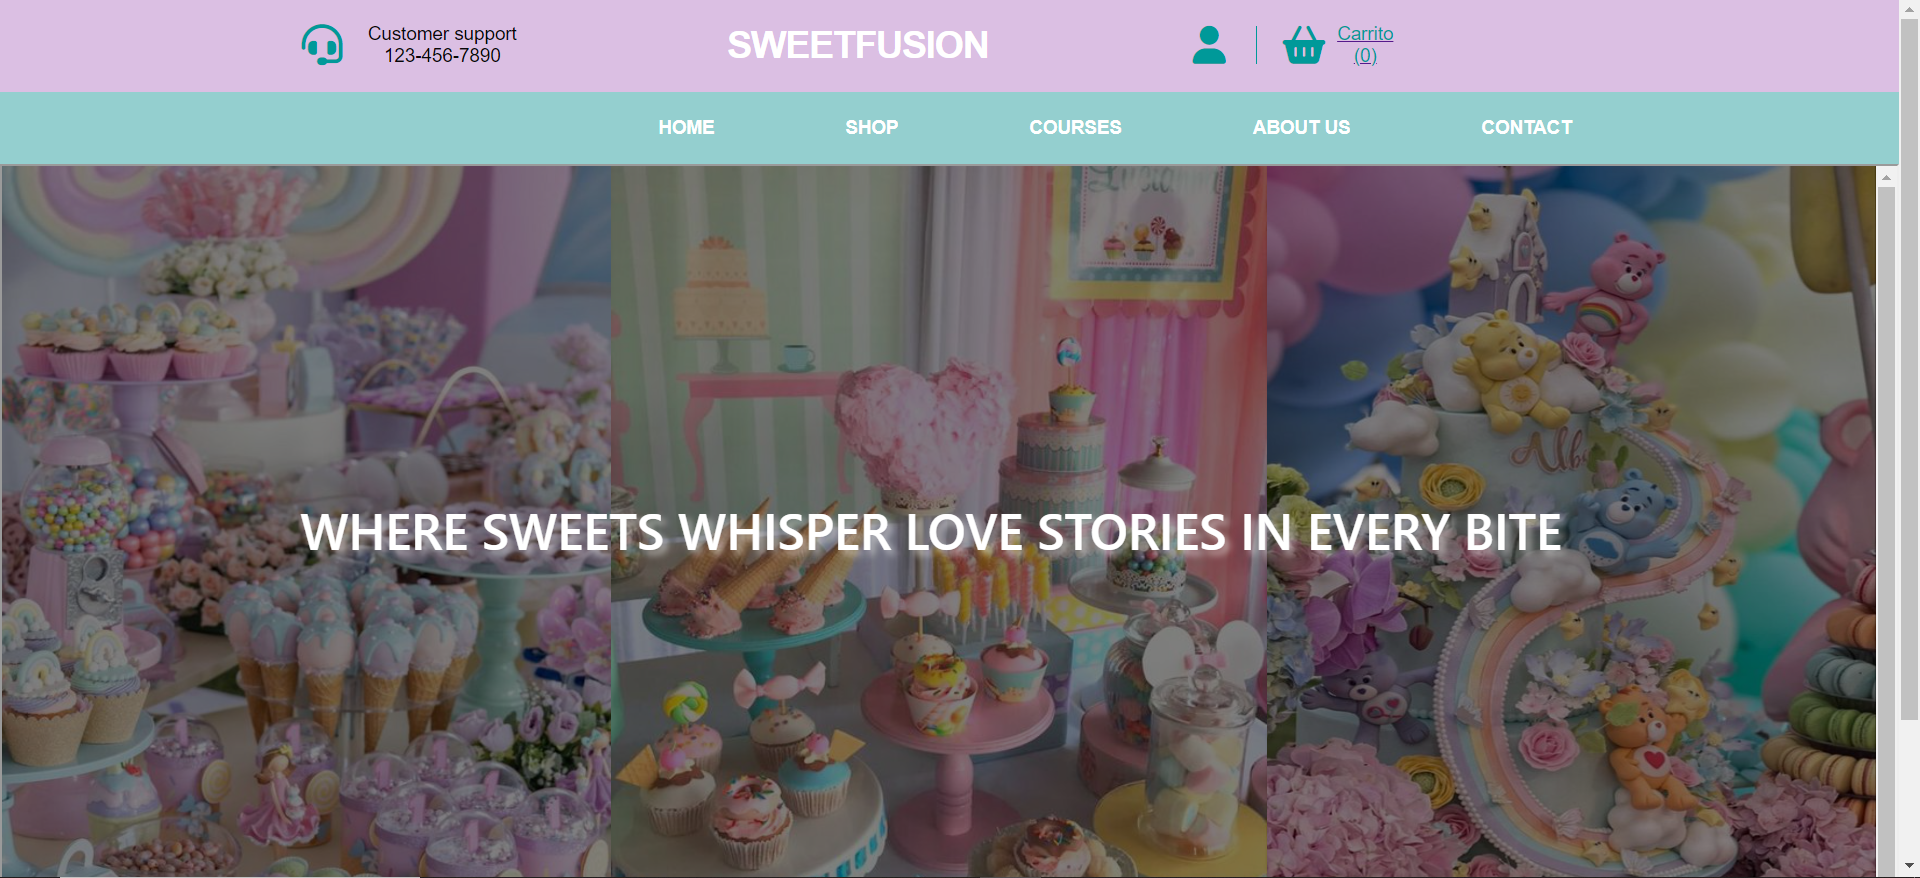 Customer support
123-456-7890
SWEETFUSION
Carrito
(0)
HOME SHOP COURSES ABOUT US CONTACT
WHERE SWEETS WHISPER LOVE STORIES IN EVERY BITE